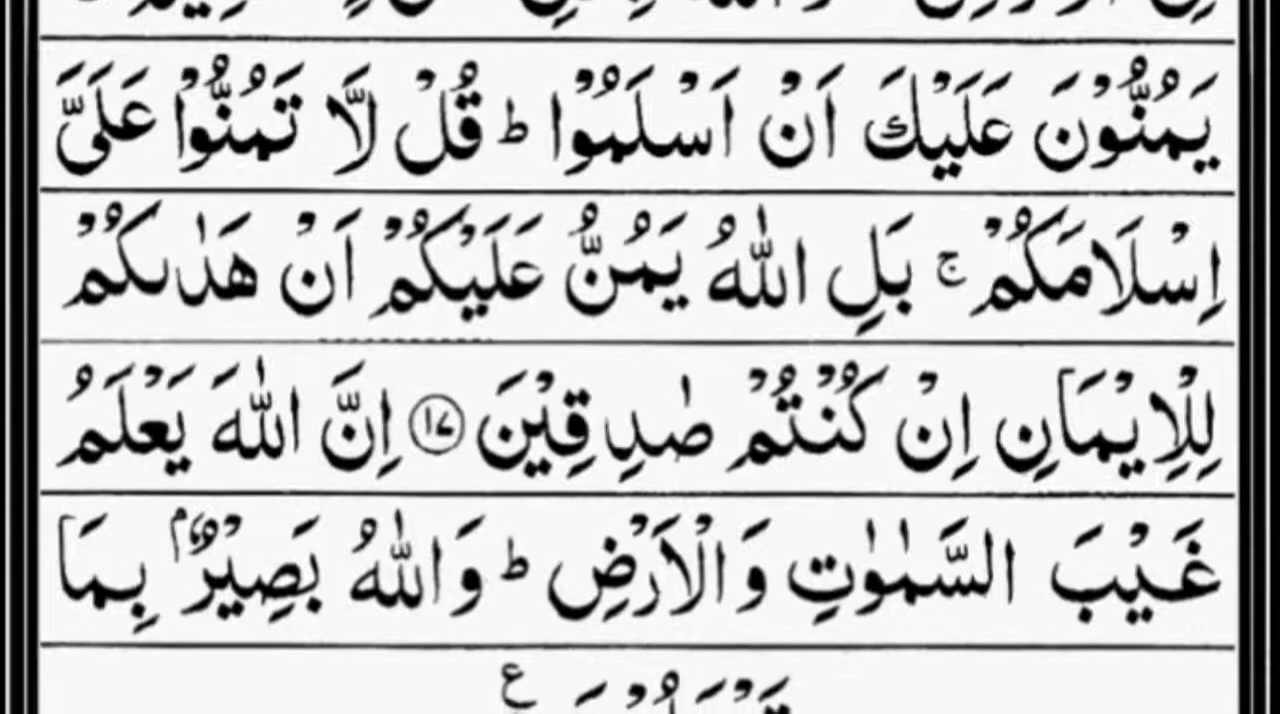 يَمُنُّوْنَ عَلَيْكَ اَنْ اَسْلَمُوْا ؕ قُلْ لَّا تَمُنُّوْا عَلَيَّ
اِسْلَامَكُمْ ۚ بَلِ اللّٰهُ يَمُنُّ عَلَيْكُمْ اَنْ هَدٰىكُمْ
لِلْاِيْمَانِ اِنْ كُنْتُمْ صٰدِقِيْنَ ﴿۱۷﴾ اِنَّ اللّٰهَ يَعْلَمُ
غَيْبَ السَّمٰوٰتِ وَالْاَرْضِ ؕ وَاللّٰهُ بَصِيْرٌۢ بِمَا